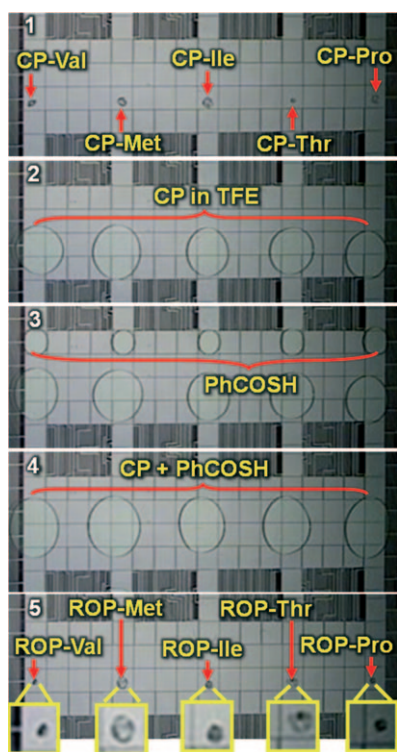 1
CP-Val
CP-Ile
CP-Pro
CP-Met
CP-Thr
2
CP in TFE
3
PhCOSH
4
CP + PhCOSH
5
ROP-Met
ROP-Thr
ROP-Val
ROP-Ile
ROP-Pro